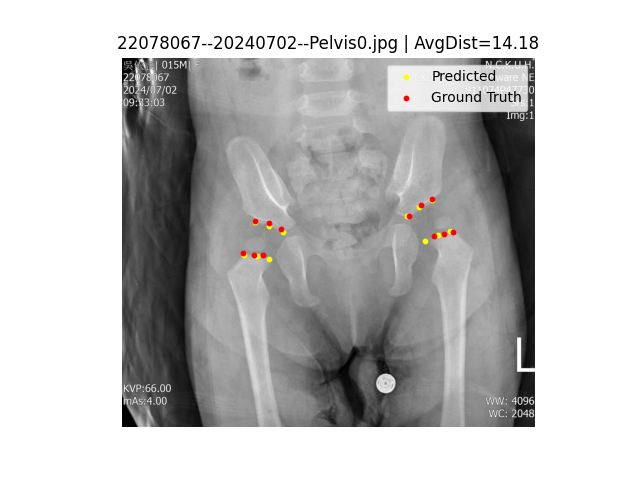 22078067--20240702--Pelvis0.jpg | AvgDist=14.18
015M|
22078067
2024/07/02
09:33:03
N.C.K.U.H.
Predicted
Ground Truth
Img:1
L
KVP:66.00
mAs:4.00
WW: 4096
WC: 2048